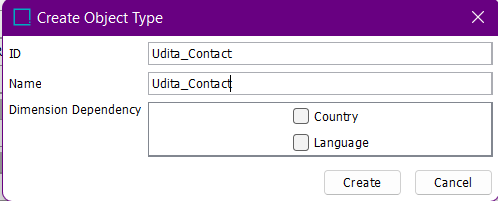 Create Object Type
ID Udita_Contact
Name Udita_Contact
Dimension Dependency Country
Language
Create Cancel